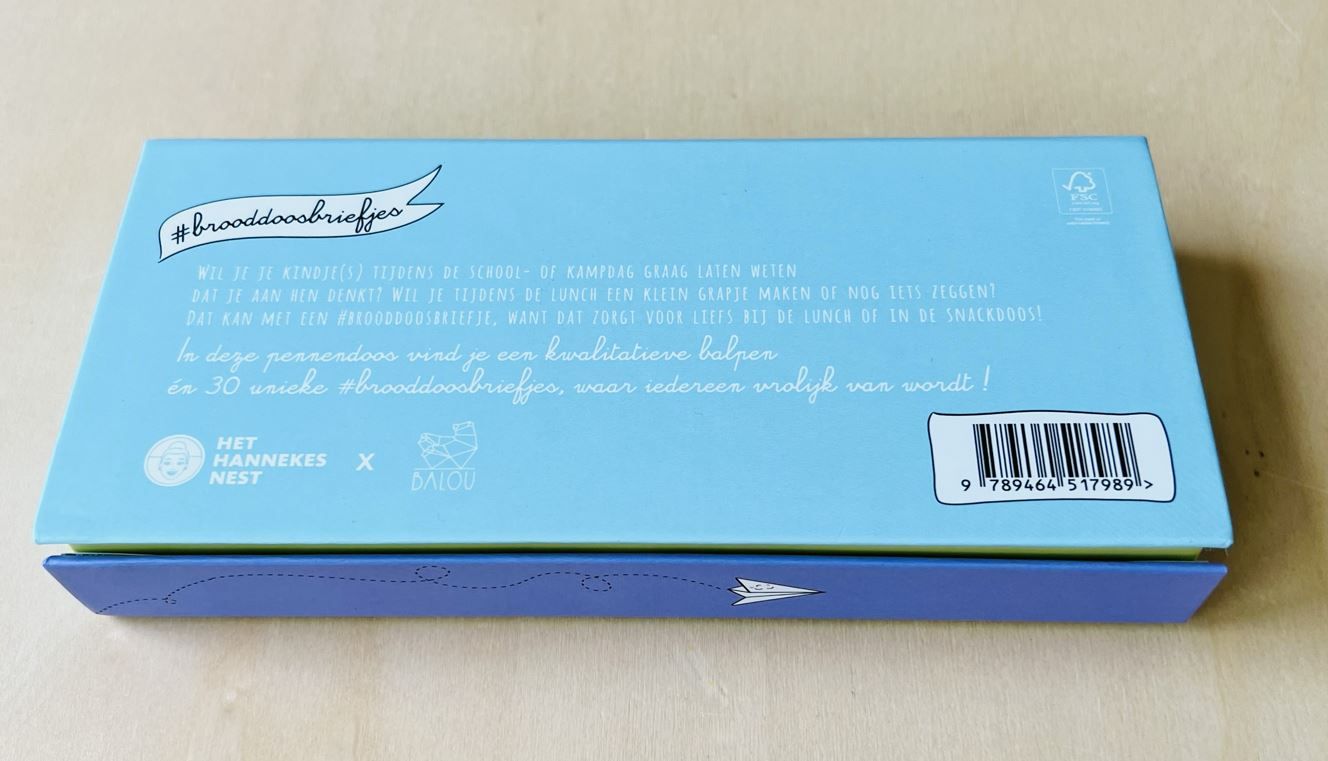 #brooddoosbriefjes
FSC
WIL JE JE KINDJE(S) TIJDENS DE SCHOOL- OF KAMPDAG GRAAG LATEN WETEN
DAT JE AAN HEN DENKT? WIL JE TIJDENS DE LUNCH EEN KLEIN GRAPJE MAKEN OF NOG IETS ZEGGEN?
DAT KAN MET EEN #BROODDOOSBRIEFJE, WANT DAT ZORGT VOOR LIEFS BIJ DE LUNCH OF IN DE SNACKDOOS!
In deze pennendoos vind je een kwalitatieve balpen
én 30 unieke #brooddoosbriefjes, waar iedereen vrolijk van wordt !
HET
HANNEKES
NEST
X
BALOU
9 789464 517989 >